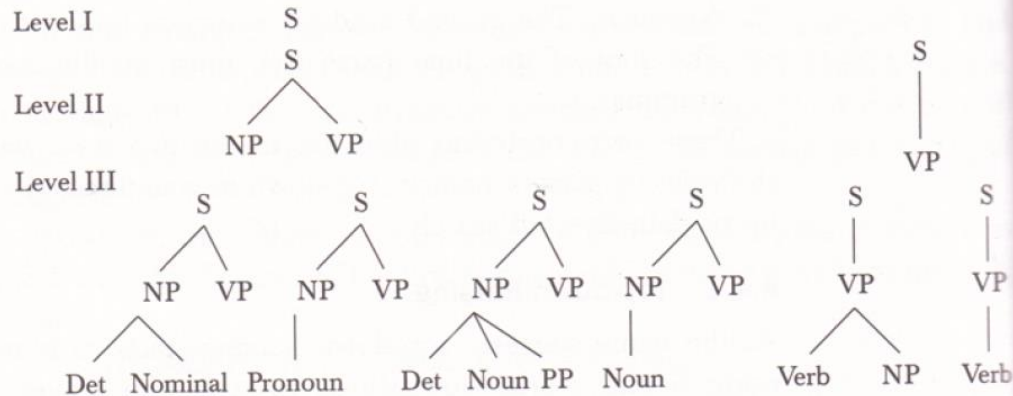 Level I S
S S
Level II
NP VP
VP
Level III S S S S S S
NP VP NP VP NP VP NP VP VP VP
Det Nominal Pronoun Det Noun PP Noun Verb NP Verb